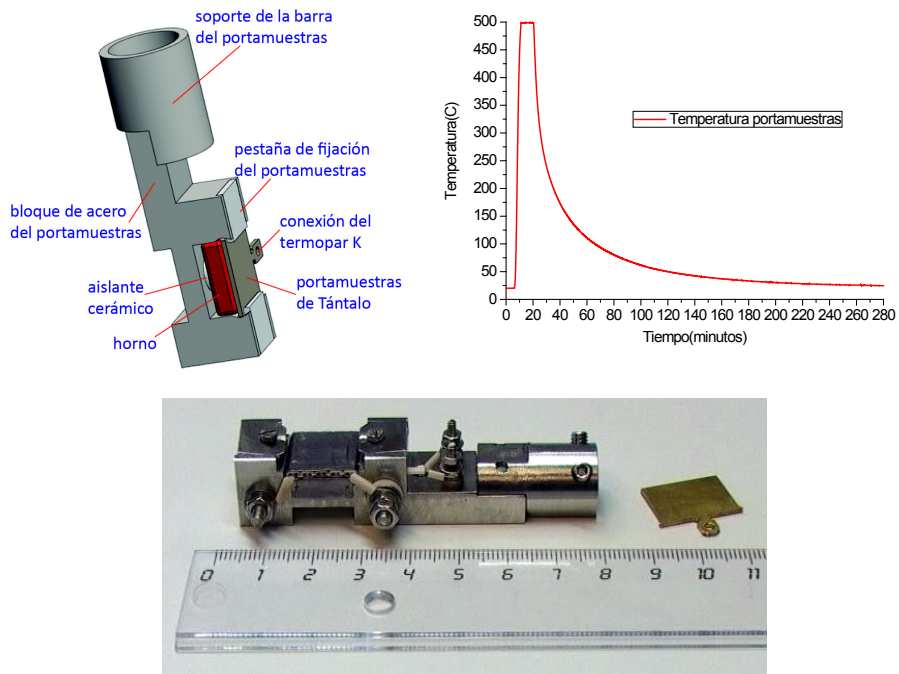 soporte de la barra
del portamuestras
pestaña de fijación
del portamuestras
bloque de acero
del portamuestras
conexión del
termopar K
aislante
cerámico
portamuestras
de Tántalo
horno
Temperatura(C)
500
450
400
350
300
250
200
150
100
50
0
Temperatura portamuestras
0 20 40 60 80 100 120 140 160 180 200 220 240 260 280
Tiempo(minutos)
0 1 2 3 4 5 6 7 8 9 10 11